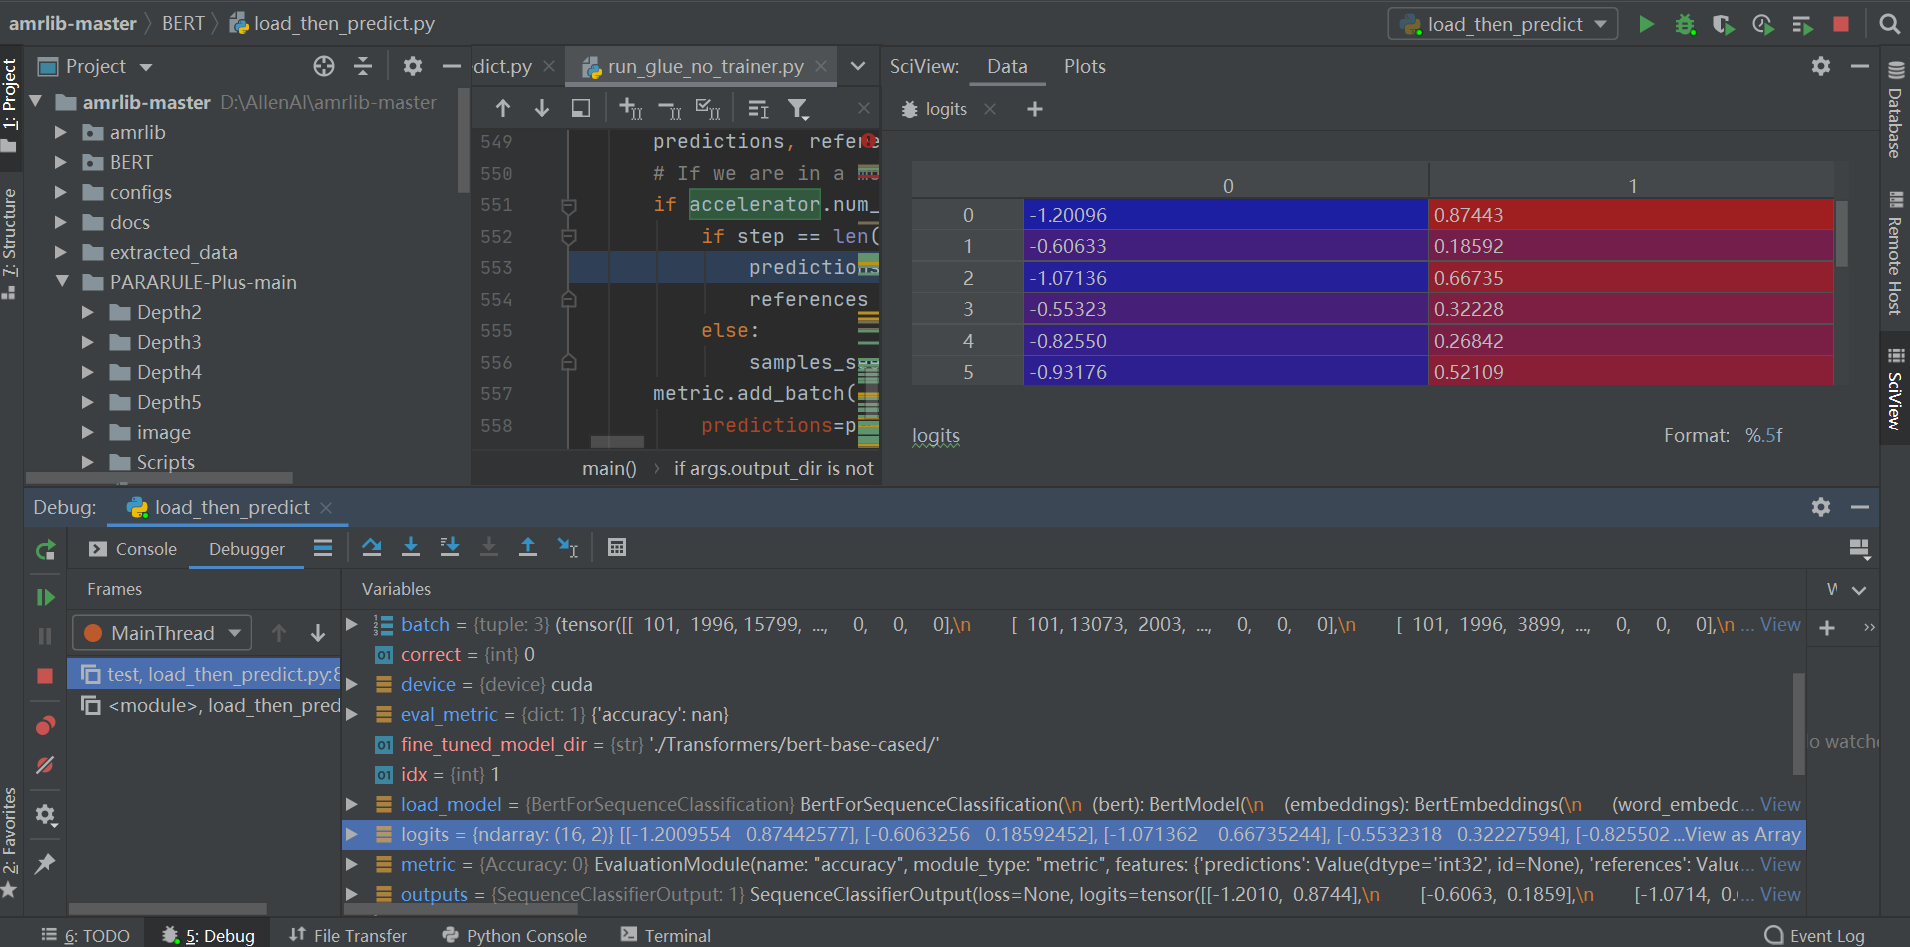 amrlib-master BERT load_then_predict.py load_then_predict
1: Project
7: Structure
2: Favorites
Project
amrlib-master D:\AllenAI\amrlib-master
amrlib
BERT
configs
docs
extracted_data
PARARULE-Plus-main
Depth2
Depth3
Depth4
Depth5
image
Scripts
edict.py run_glue_no_trainer.py
549 predictions, refere
550 # If we are in a mu
551 if accelerator.num_
552 if step == len(
553 predictions
554 references
555 else:
556 samples_see
557 metric.add_batch(
558 predictions=p
main() if args.output_dir is not
SciView: Data Plots
logits
0 1
0 -1.20096 0.87443
1 -0.60633 0.18592
2 -1.07136 0.66735
3 -0.55323 0.32228
4 -0.82550 0.26842
5 -0.93176 0.52109
logits Format: %.5f
Database
Remote Host
SciView
Debug: load_then_predict
Console Debugger
Frames
MainThread
test, load_then_predict.py:8
<module>, load_then_pred
Variables
batch = {tuple: 3} (tensor([[ 101, 1996, 15799, ..., 0, 0, 0],\n [ 101, 13073, 2003, ..., 0, 0, 0],\n [ 101, 1996, 3899, ..., 0, 0, 0],\n ... View
correct = {int} 0
device = {device} cuda
eval_metric = {dict: 1} {'accuracy': nan}
fine_tuned_model_dir = {str} './Transformers/bert-base-cased/'
idx = {int} 1
load_model = {BertForSequenceClassification} BertForSequenceClassification(\n (bert): BertModel(\n (embeddings): BertEmbeddings(\n (word_embedd... View
logits = {ndarray: (16, 2)} [[-1.2009554 0.87442577], [-0.6063256 0.18592452], [-1.071362 0.66735244], [-0.5532318 0.32227594], [-0.825502 ...View as Array
metric = {Accuracy: 0} EvaluationModule(name: "accuracy", module_type: "metric", features: {'predictions': Value(dtype='int32', id=None), 'references': Value... View
outputs = {SequenceClassifierOutput: 1} SequenceClassifierOutput(loss=None, logits=tensor([[-1.2010, 0.8744],\n [-0.6063, 0.1859],\n [-1.0714, 0.6... View
W
o watche
6: TODO 5: Debug File Transfer Python Console Terminal Event Log